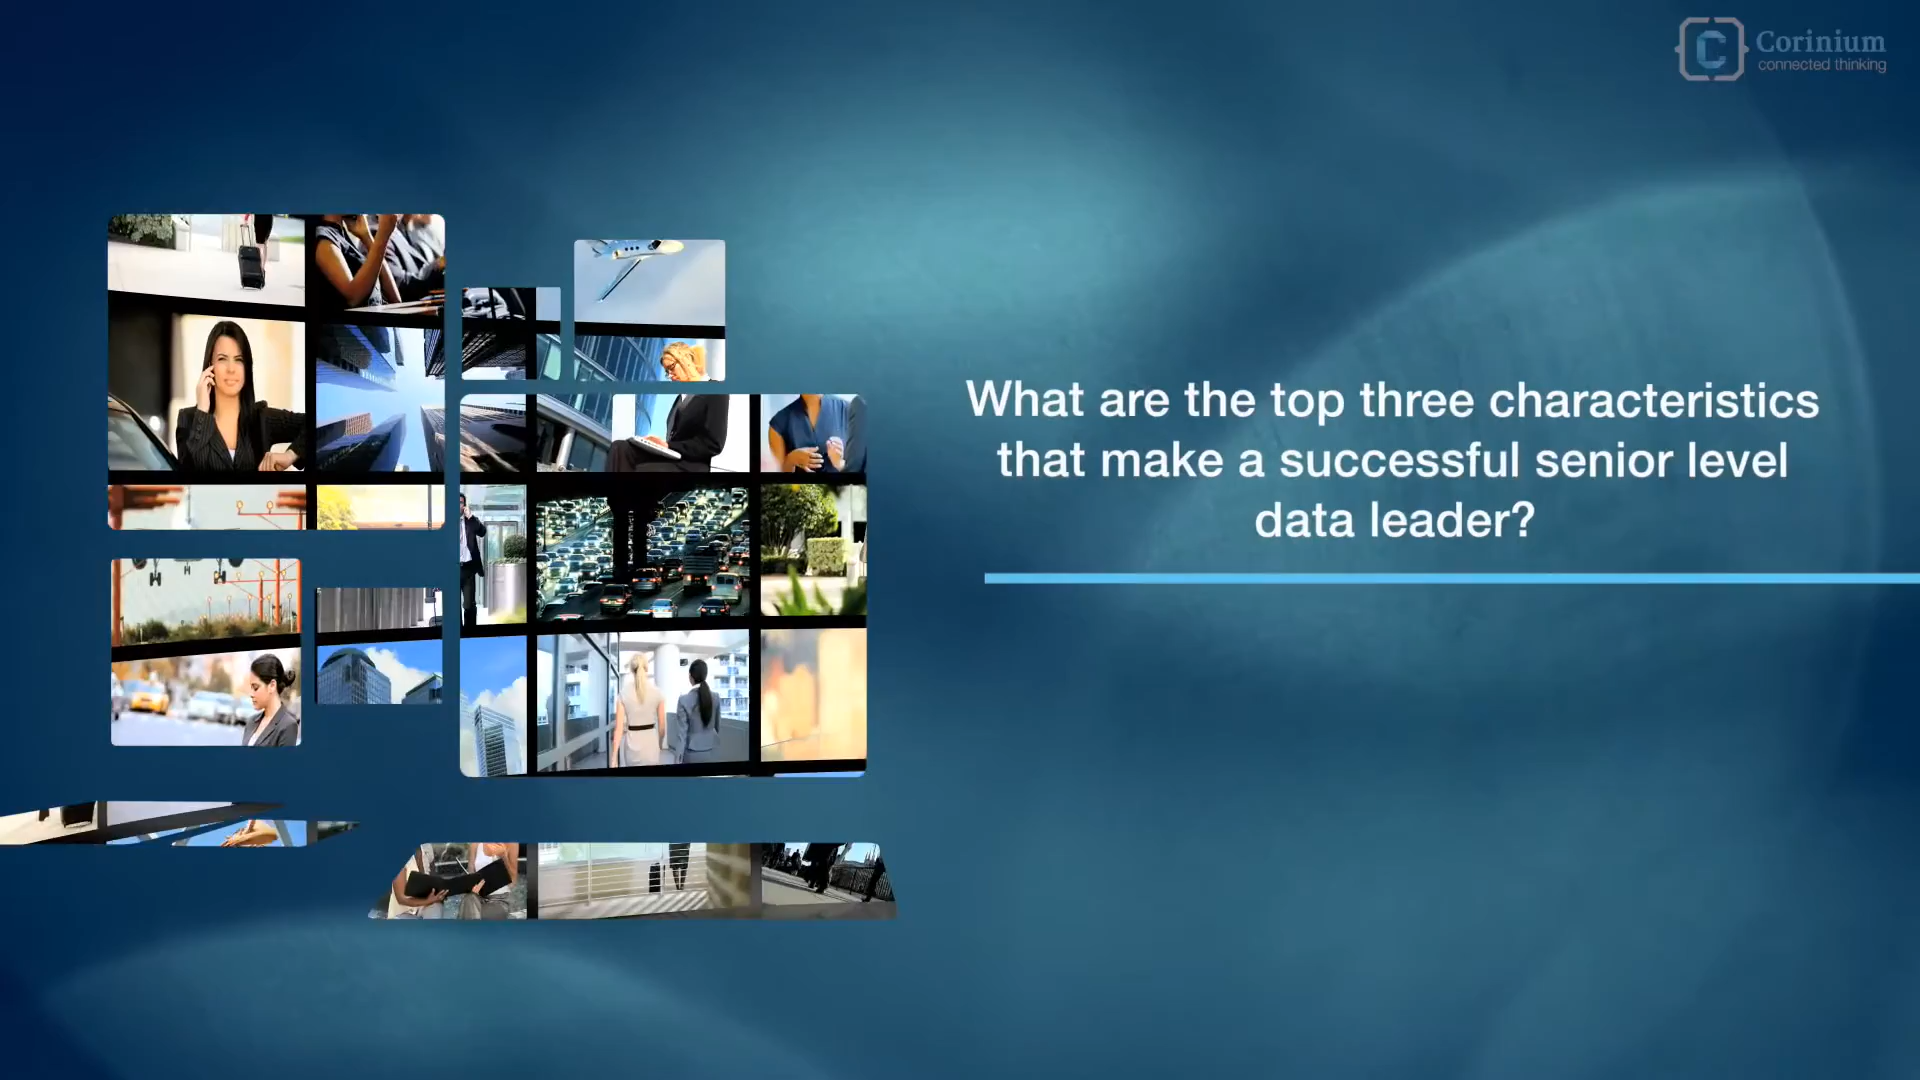 Corinium
connected thinking
What are the top three characteristics
that make a successful senior level
data leader?